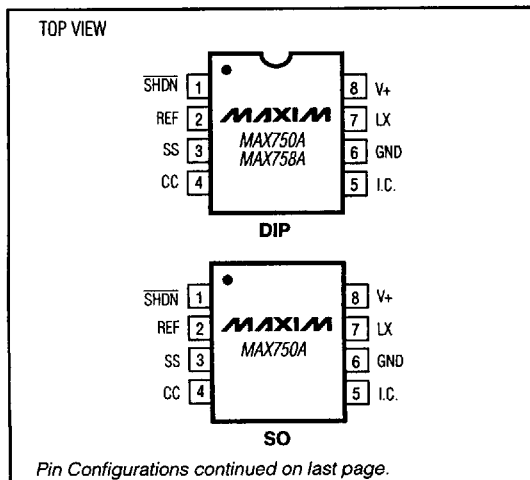 TOP VIEW
SHDN 1
REF 2
SS 3
CC 4
MAXIM
MAX750A
MAX758A
8 V+
7 LX
6 GND
5 I.C.
DIP
SHDN 1
REF 2
SS 3
CC 4
MAXIM
MAX750A
8 V+
7 LX
6 GND
5 I.C.
SO
Pin Configurations continued on last page.